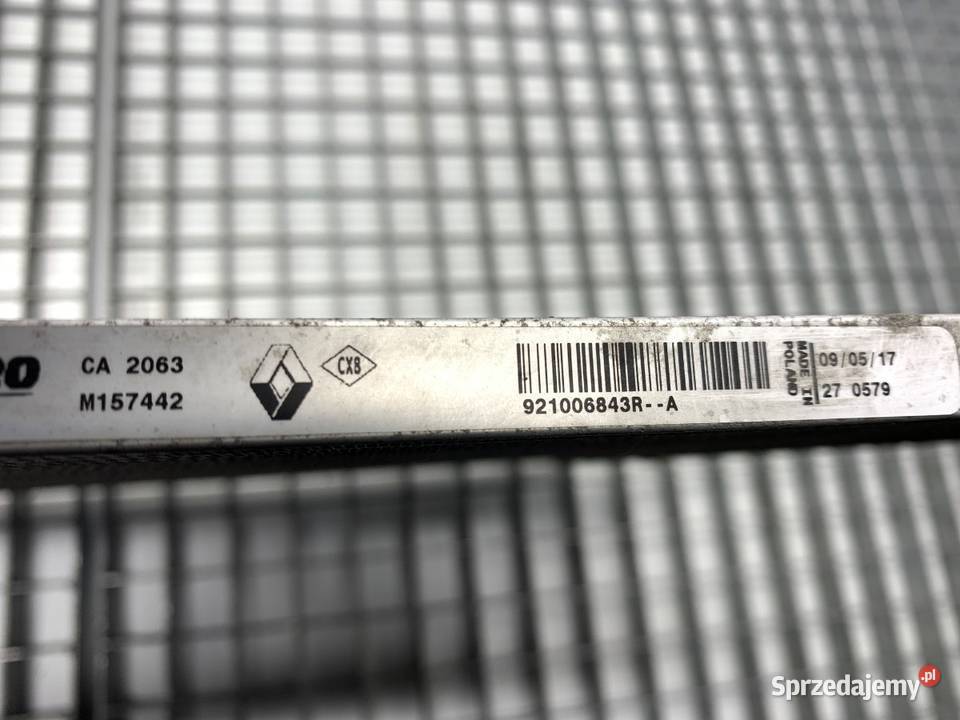 CA 2063
M157442
CX8
921006843R--A
MADE IN
POLAND
09/05/17
27 0579
Sprzedajemy.pl